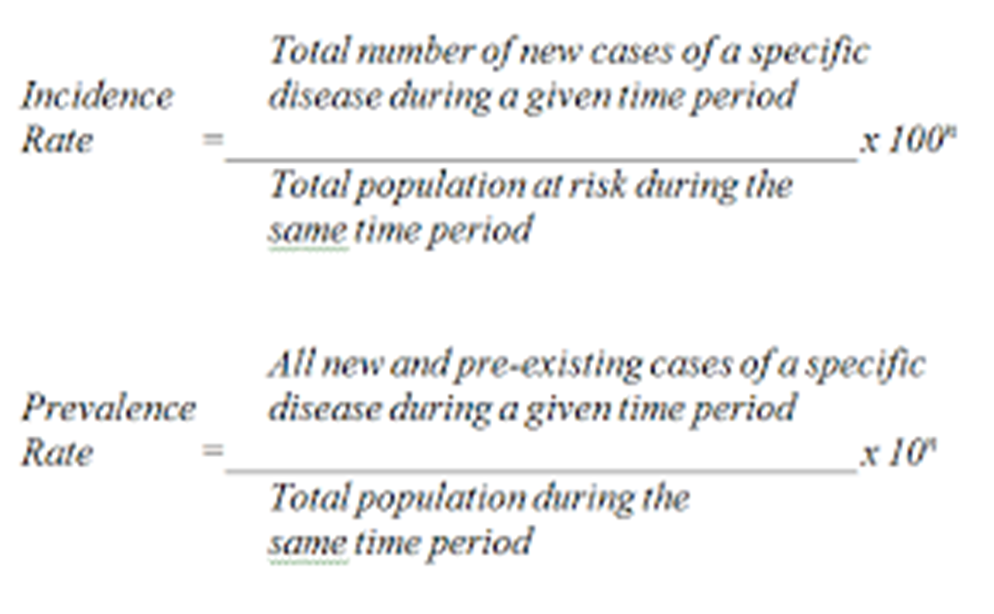 Total number of new cases of a specific
Incidence disease during a given time period
Rate = x 100ⁿ
Total population at risk during the
same time period
All new and pre-existing cases of a specific
Prevalence disease during a given time period
Rate = x 10ⁿ
Total population during the
same time period